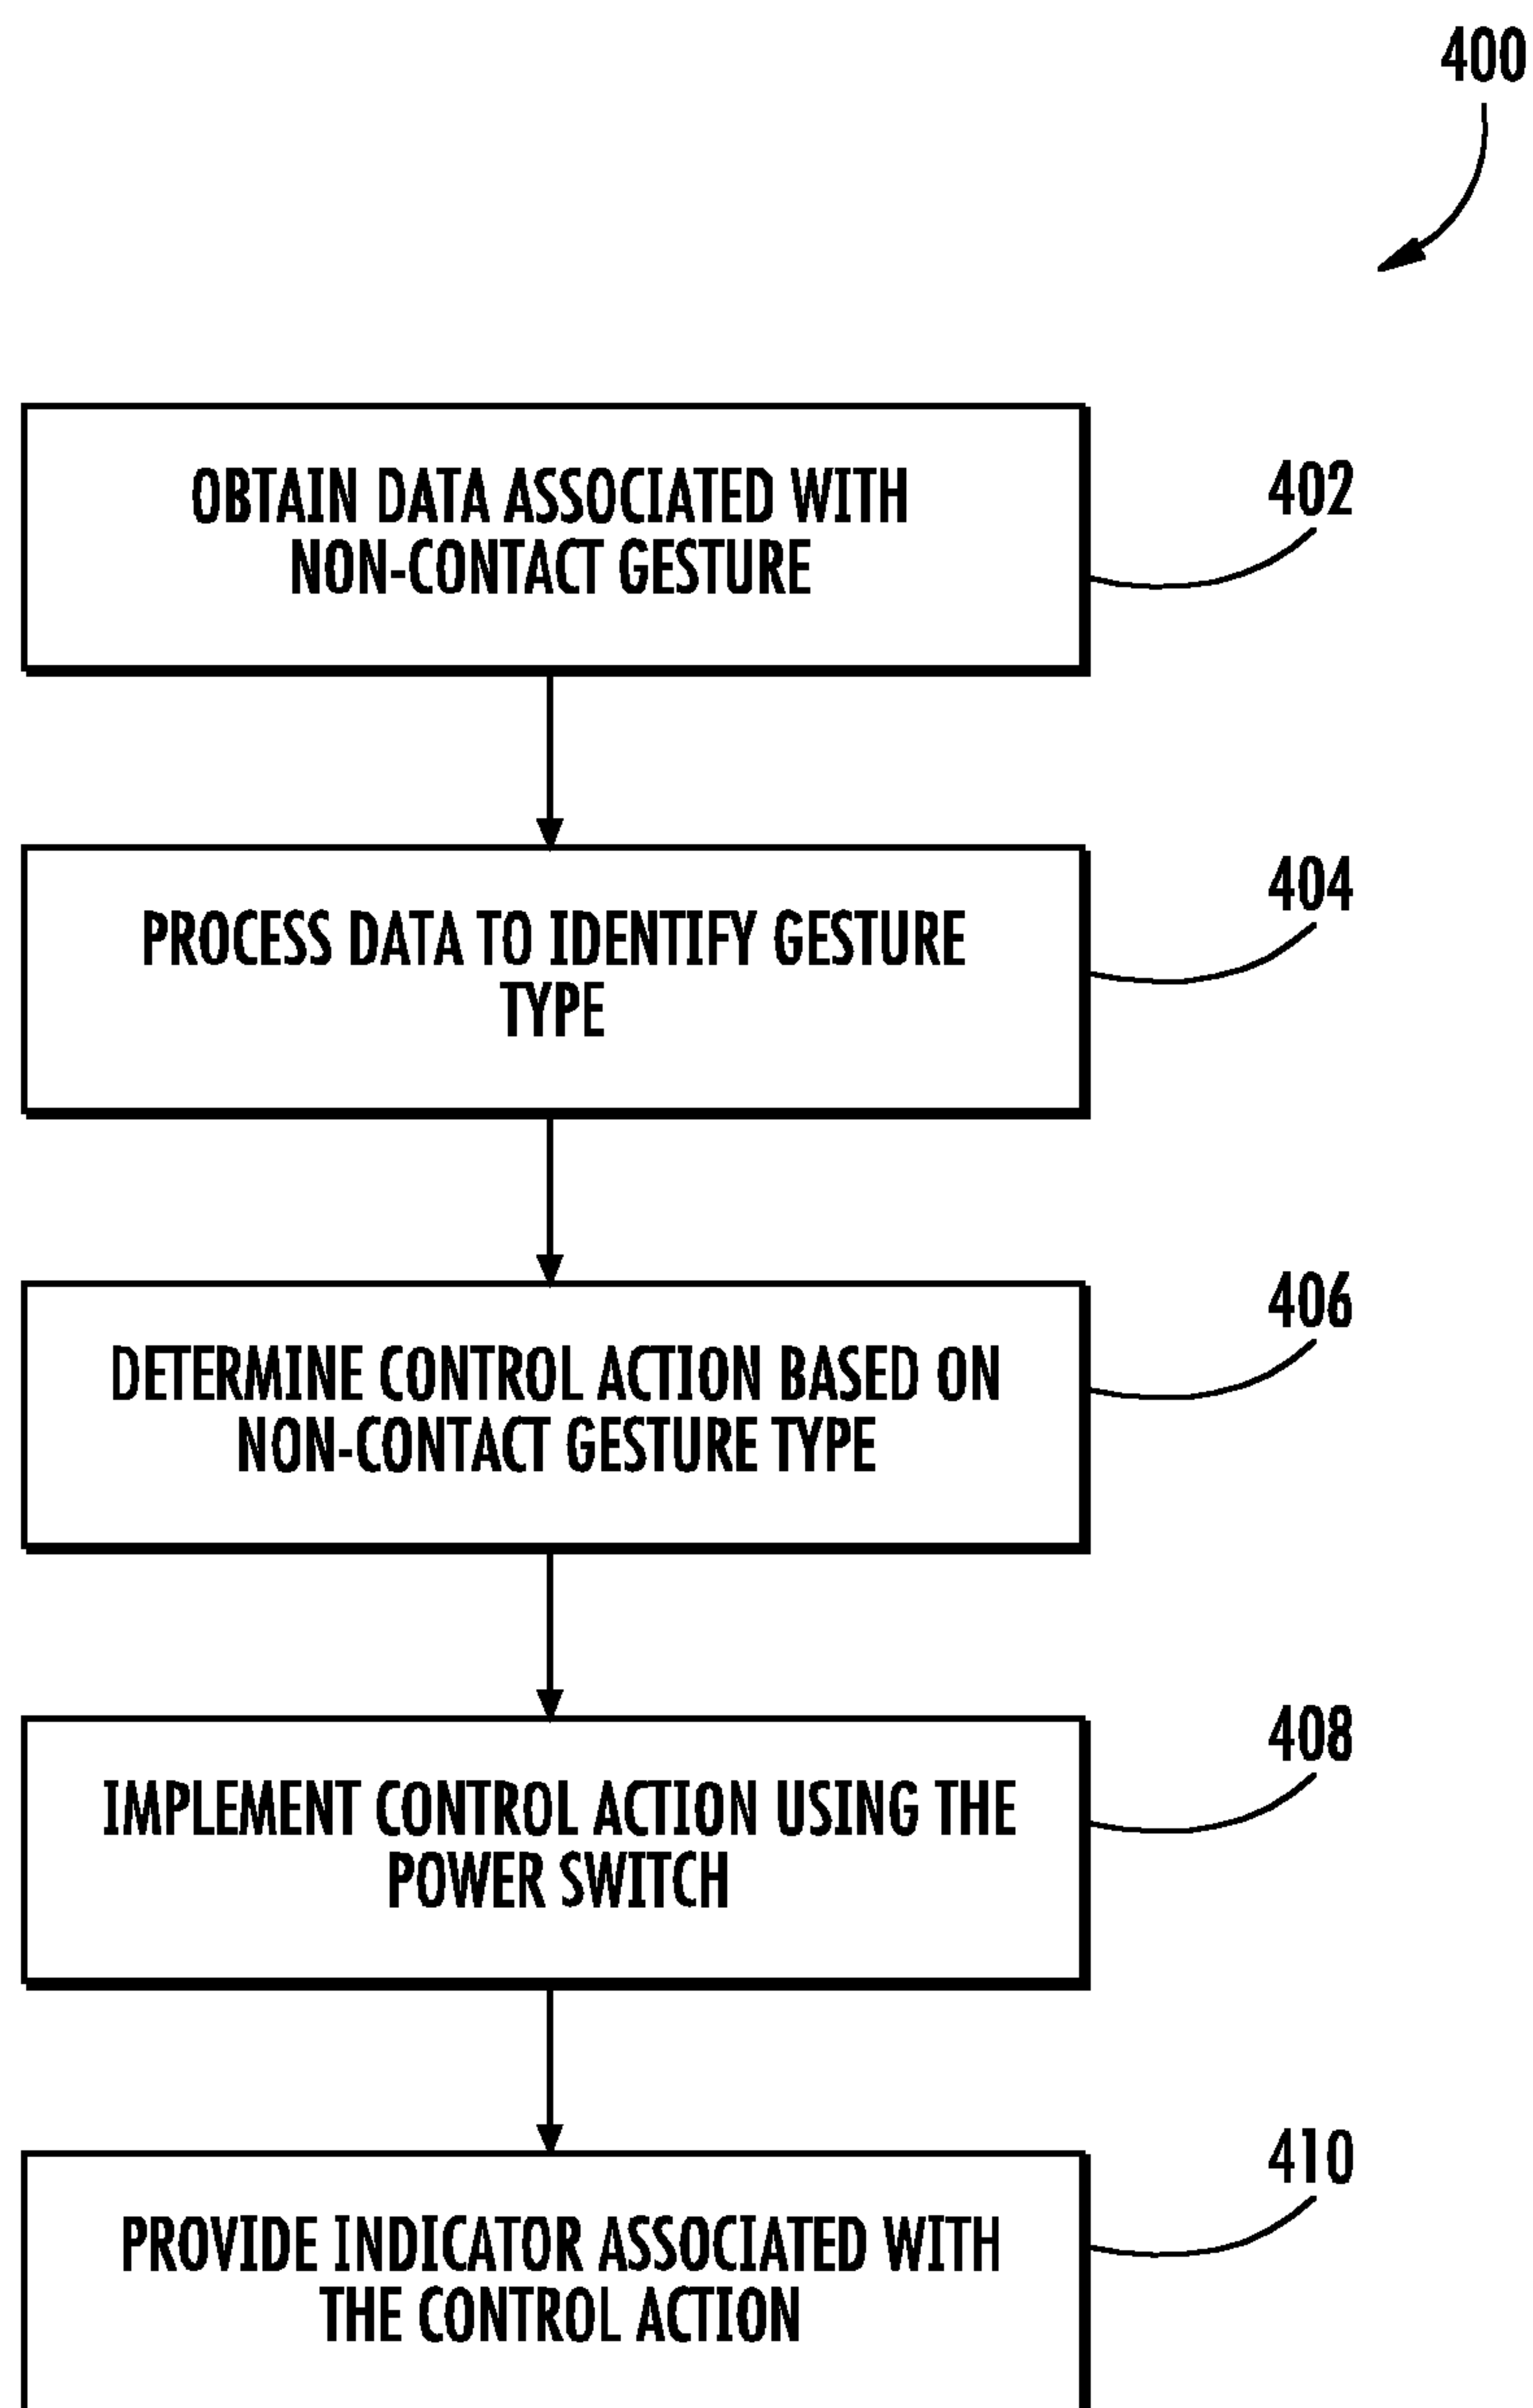 400
OBTAIN DATA ASSOCIATED WITH
NON-CONTACT GESTURE
402
PROCESS DATA TO IDENTIFY GESTURE
TYPE
404
DETERMINE CONTROL ACTION BASED ON
NON-CONTACT GESTURE TYPE
406
IMPLEMENT CONTROL ACTION USING THE
POWER SWITCH
408
PROVIDE INDICATOR ASSOCIATED WITH
THE CONTROL ACTION
410